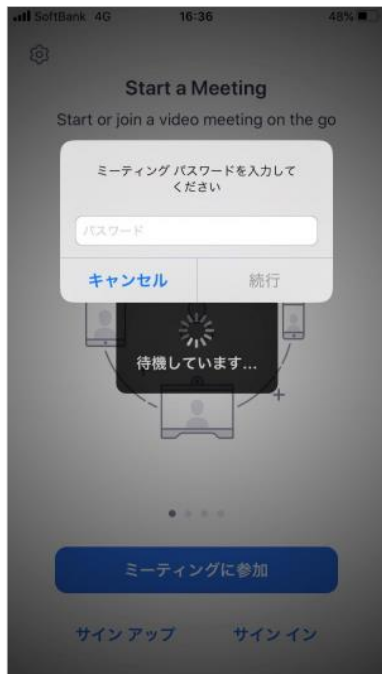 SoftBank 4G 16:36 48%
Start a Meeting
Start or join a video meeting on the go
ミーティング パスワードを入力して
ください
パスワード
キャンセル 続行
待機しています...
ミーティングに参加
サイン アップ サイン イン